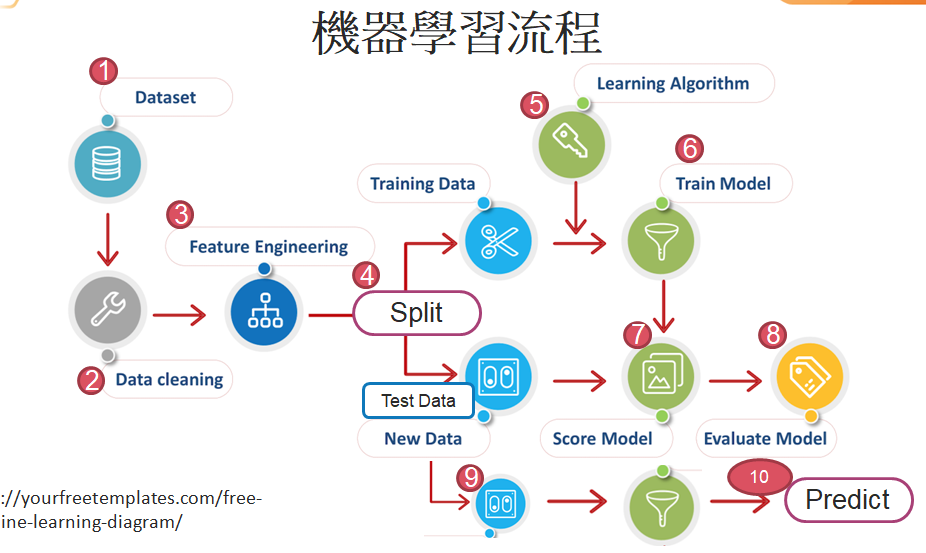 機器學習流程
1
Dataset
2
Data cleaning
3
Feature Engineering
4
Split
Training Data
Test Data
New Data
5
Learning Algorithm
6
Train Model
7
Score Model
8
Evaluate Model
9
10
Predict
://yourfreetemplates.com/free-
ine-learning-diagram/